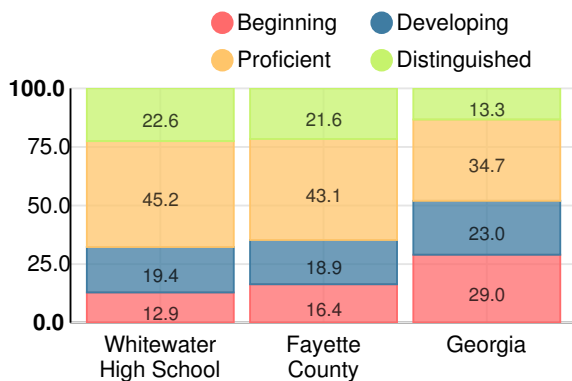 Beginning
Developing
Proficient
Distinguished
100.0
75.0
50.0
25.0
0.0
22.6
45.2
19.4
12.9
21.6
43.1
18.9
16.4
13.3
34.7
23.0
29.0
Whitewater
High School
Fayette
County
Georgia